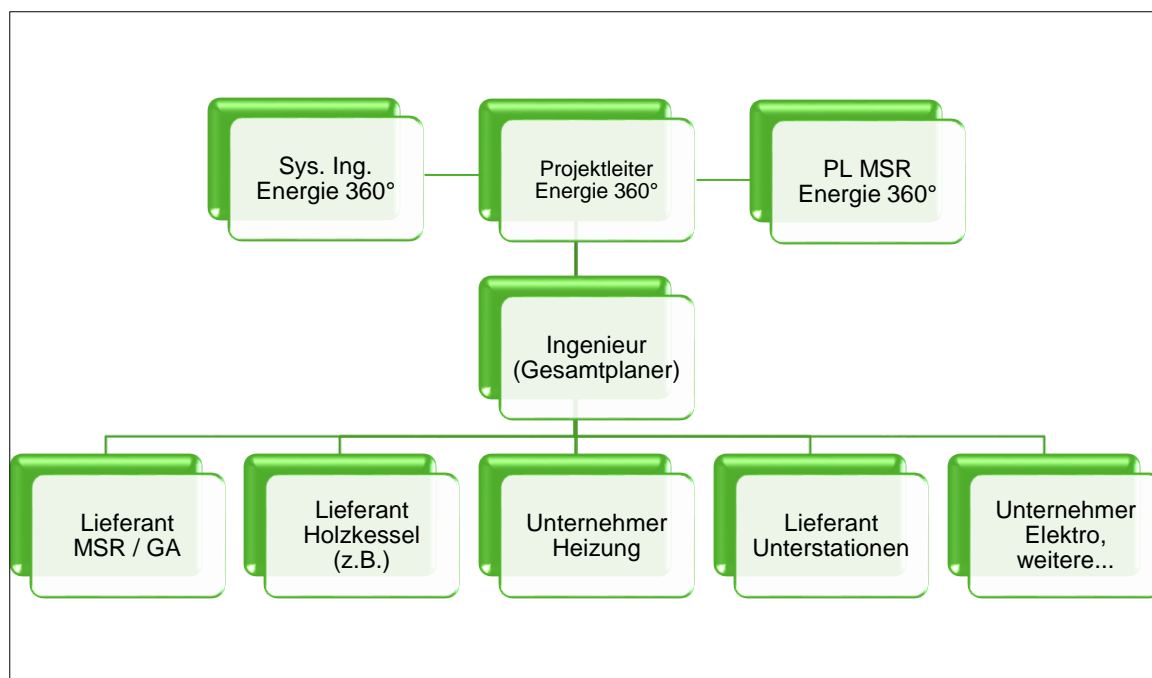 Sys. Ing.
Energie 360°
Projektleiter
Energie 360°
PL MSR
Energie 360°
Ingenieur
(Gesamtplaner)
Lieferant
MSR / GA
Lieferant
Holzkessel
(z.B.)
Unternehmer
Heizung
Lieferant
Unterstationen
Unternehmer
Elektro,
weitere...